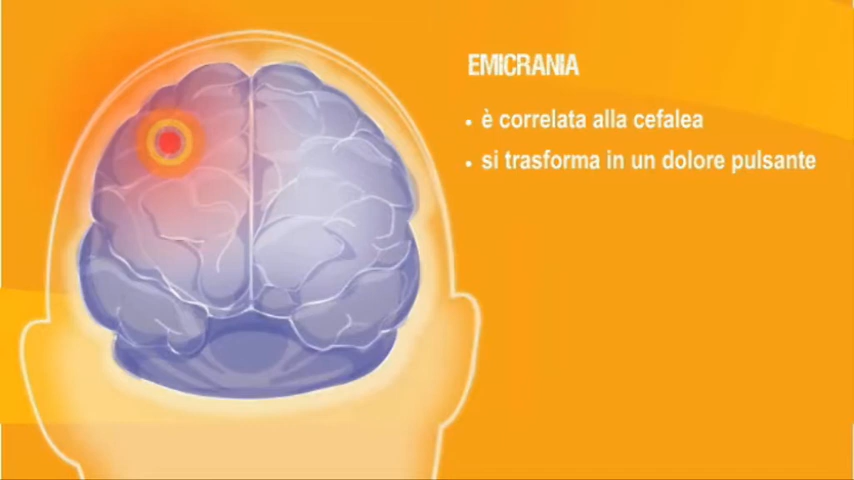 EMICRANIA
• è correlata alla cefalea
• si trasforma in un dolore pulsante